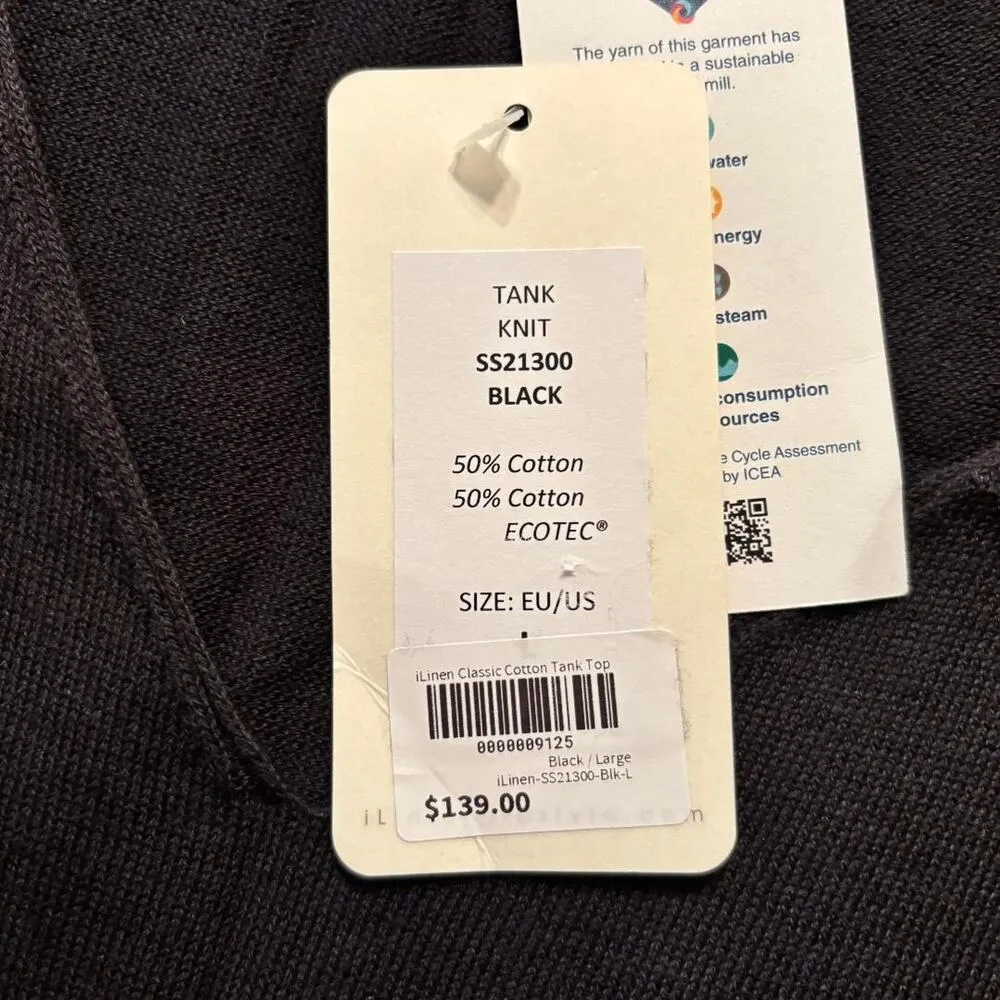 TANK
KNIT
SS21300
BLACK
50% Cotton
50% Cotton
ECOTEC®
SIZE: EU/US
iLinen Classic Cotton Tank Top
0000009125
Black / Large
iLinen-SS21300-Blk-L
$139.00
iL
m
The yarn of this garment has
a sustainable
mill.
water
nergy
steam
consumption
ources
e Cycle Assessment
by ICEA